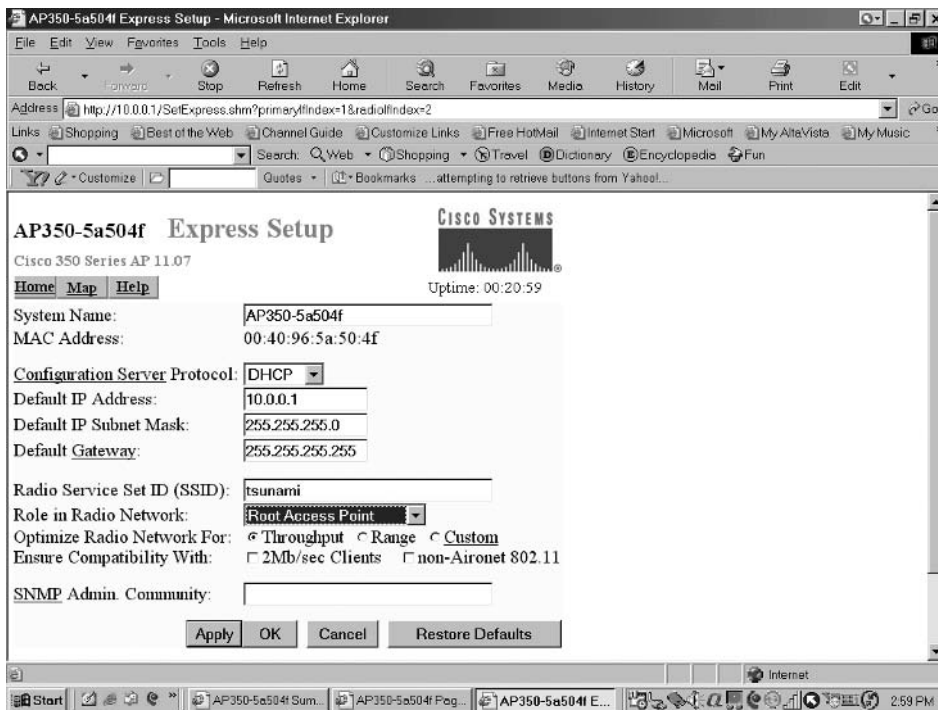 AP350-5a504f Express Setup - Microsoft Internet Explorer
File Edit View Favorites Tools Help
Back Forward Stop Refresh Home Search Favorites Media History Mail Print Edit
Address http://10.0.0.1/SetExpress.shm?primaryIfIndex=1&radioIfIndex=2 Go
Links Shopping Best of the Web Channel Guide Customize Links Free HotMail Internet Start Microsoft My AltaVista My Music
Search: Web Shopping Travel Dictionary Encyclopedia Fun
Customize Quotes Bookmarks ...attempting to retrieve buttons from Yahoo!...
AP350-5a504f Express Setup
CISCO SYSTEMS
Cisco 350 Series AP 11.07
Home Map Help
Uptime: 00:20:59
System Name: AP350-5a504f
MAC Address: 00:40:96:5a:50:4f
Configuration Server Protocol: DHCP
Default IP Address: 10.0.0.1
Default IP Subnet Mask: 255.255.255.0
Default Gateway: 255.255.255.255
Radio Service Set ID (SSID): tsunami
Role in Radio Network: Root Access Point
Optimize Radio Network For: Throughput Range Custom
Ensure Compatibility With: 2Mb/sec Clients non-Aironet 802.11
SNMP Admin. Community:
Apply OK Cancel Restore Defaults
Internet
Start AP350-5a504f Sum... AP350-5a504f Pag... AP350-5a504f E... 2:59 PM